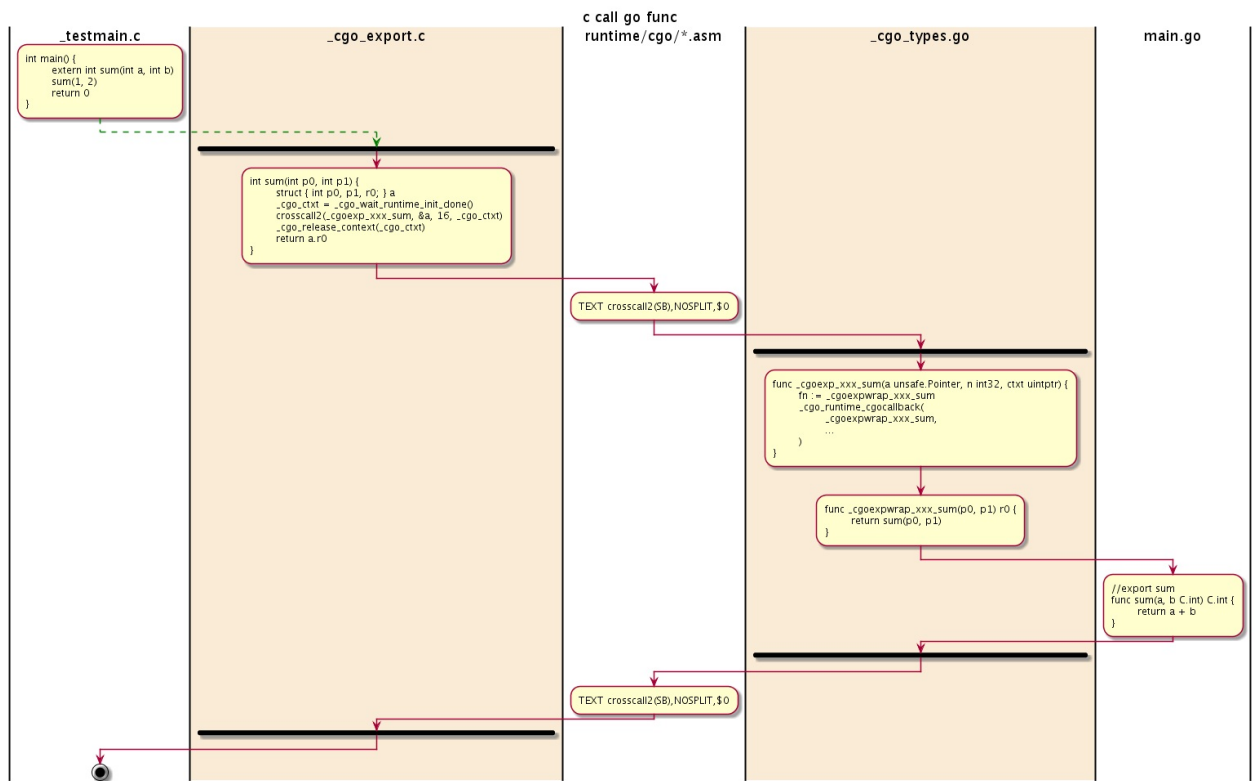 c call go func
_testmain.c
_cgo_export.c
runtime/cgo/*.asm
_cgo_types.go
main.go
int main() {
extern int sum(int a, int b)
sum(1, 2)
return 0
}
int sum(int p0, int p1) {
struct { int p0, p1, r0; } a
_cgo_ctxt = _cgo_wait_runtime_init_done()
crosscall2(_cgoexp_xxx_sum, &a, 16, _cgo_ctxt)
_cgo_release_context(_cgo_ctxt)
return a.r0
}
TEXT crosscall2(SB),NOSPLIT,$0
func _cgoexp_xxx_sum(a unsafe.Pointer, n int32, ctxt uintptr) {
fn := _cgoexpwrap_xxx_sum
_cgo_runtime_cgocallback(
_cgoexpwrap_xxx_sum,
...
)
}
func _cgoexpwrap_xxx_sum(p0, p1) r0 {
return sum(p0, p1)
}
//export sum
func sum(a, b C.int) C.int {
return a + b
}
TEXT crosscall2(SB),NOSPLIT,$0